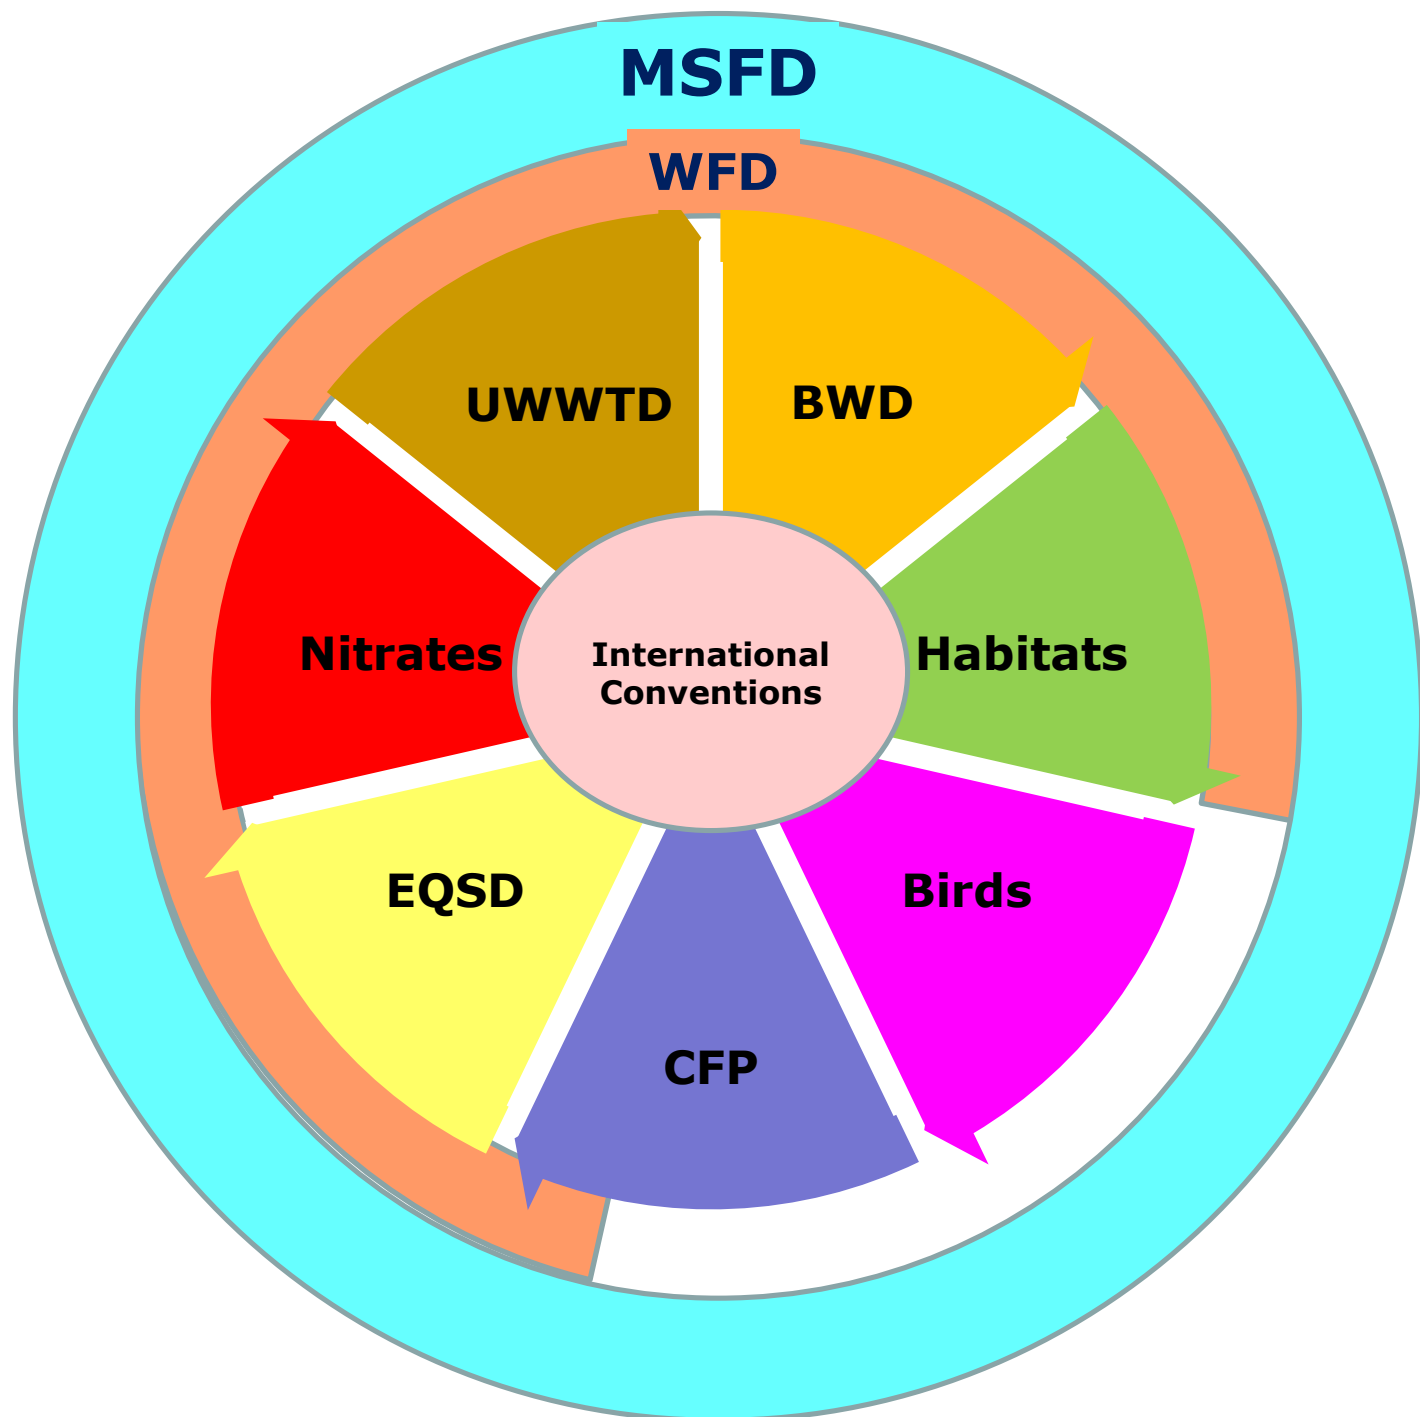 MSFD
WFD
UWWTD
BWD
Nitrates
International
Conventions
Habitats
EQSD
Birds
CFP